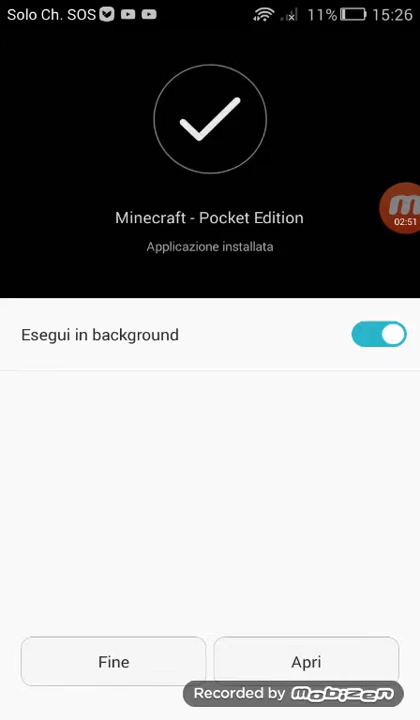 Solo Ch. SOS 11% 15:26
Minecraft - Pocket Edition
02:51
Applicazione installata
Esegui in background
Fine
Apri
Recorded by mobizen